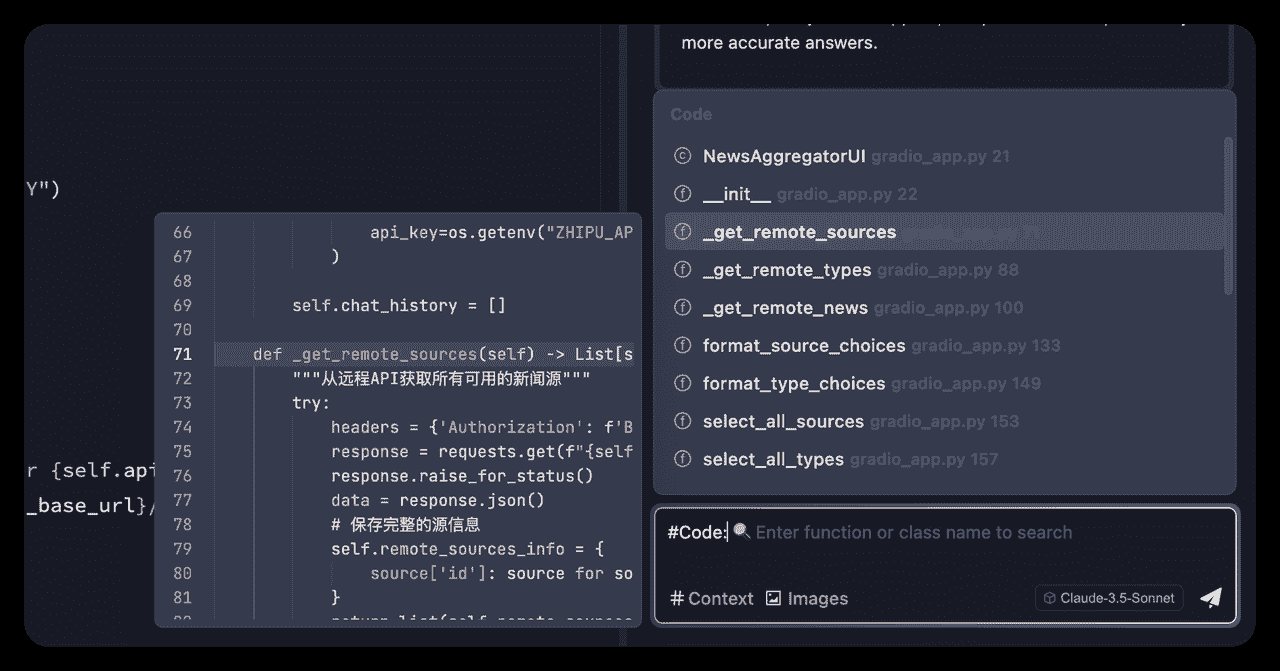 Y")
r {self.api
_base_url}/
66 api_key=os.getenv("ZHIPU_AP
67 )
68
69 self.chat_history = []
70
71 def _get_remote_sources(self) -> List[s
72 """从远程API获取所有可用的新闻源"""
73 try:
74 headers = {'Authorization': f'B
75 response = requests.get(f"{self
76 response.raise_for_status()
77 data = response.json()
78 # 保存完整的源信息
79 self.remote_sources_info = {
80 source['id']: source for so
81 }
more accurate answers.
Code
NewsAggregatorUI gradio_app.py 21
__init__ gradio_app.py 22
_get_remote_sources gradio_app.py
_get_remote_types gradio_app.py 88
_get_remote_news gradio_app.py 100
format_source_choices gradio_app.py 133
format_type_choices gradio_app.py 149
select_all_sources gradio_app.py 153
select_all_types gradio_app.py 157
#Code: Enter function or class name to search
# Context Images Claude-3.5-Sonnet